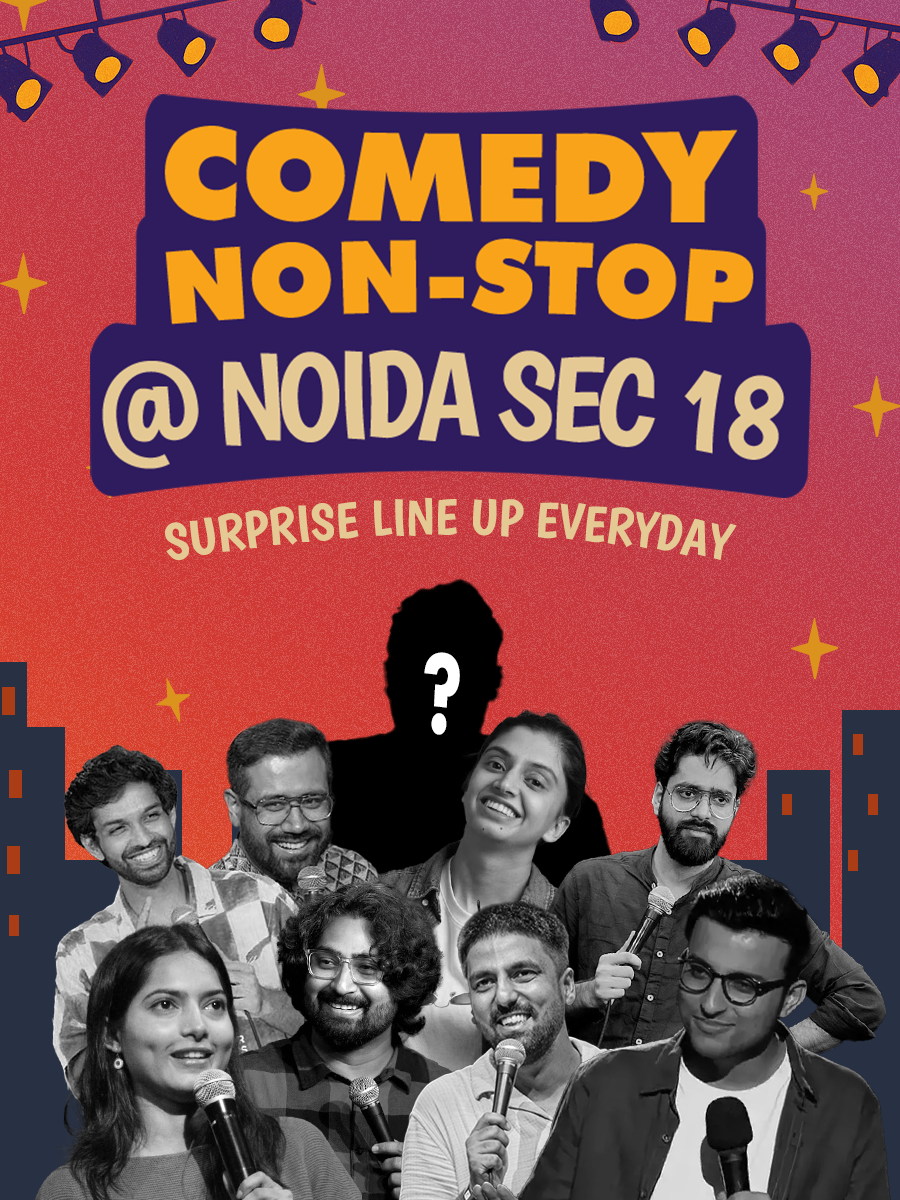 COMEDY
NON-STOP
@ NOIDA SEC 18
SURPRISE LINE UP EVERYDAY
?